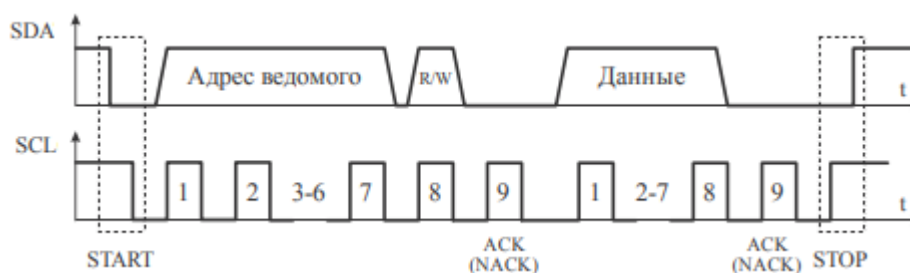 SDA
Адрес ведомого
R/W
Данные
t
SCL
1
2
3-6
7
8
9
1
2-7
8
9
t
START
ACK
(NACK)
ACK
(NACK)
STOP